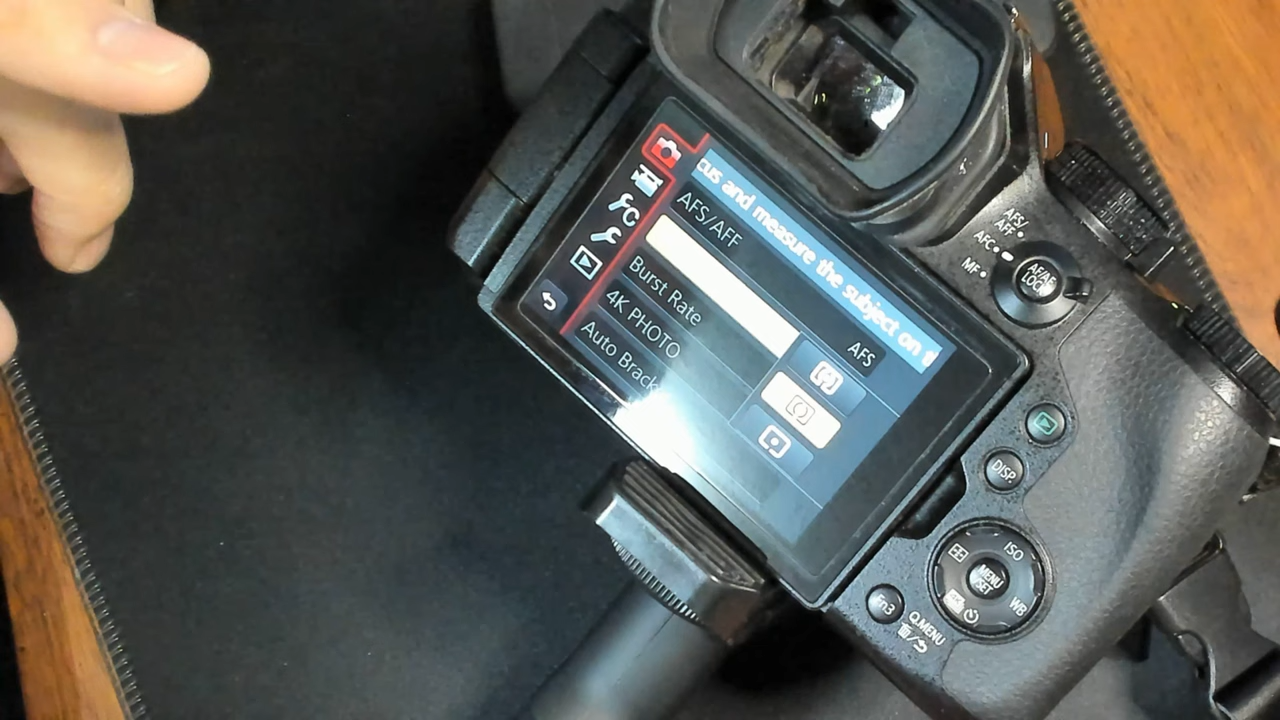 cus and measure the subject on t
AFS/AFF
AFS
Burst Rate
4K PHOTO
Auto Brack
AFS/
AFF
AFC
MF
AF/AE
LOCK
DISP.
ISO
MENU
/SET
WB
Fn3
Q.MENU